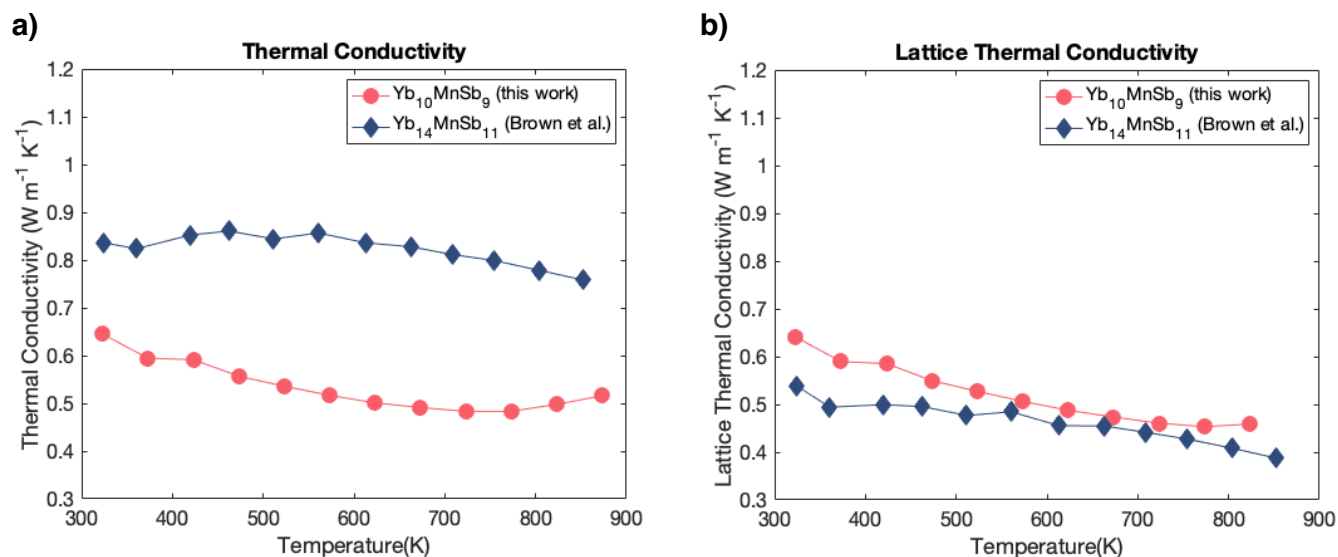 a)
Thermal Conductivity
Thermal Conductivity (W m⁻¹ K⁻¹)
1.2
1.1
1
0.9
0.8
0.7
0.6
0.5
0.4
0.3
Yb₁₀MnSb₉ (this work)
Yb₁₄MnSb₁₁ (Brown et al.)
300 400 500 600 700 800 900
Temperature(K)
b)
Lattice Thermal Conductivity
Lattice Thermal Conductivity (W m⁻¹ K⁻¹)
1.2
1.1
1
0.9
0.8
0.7
0.6
0.5
0.4
0.3
Yb₁₀MnSb₉ (this work)
Yb₁₄MnSb₁₁ (Brown et al.)
300 400 500 600 700 800 900
Temperature(K)